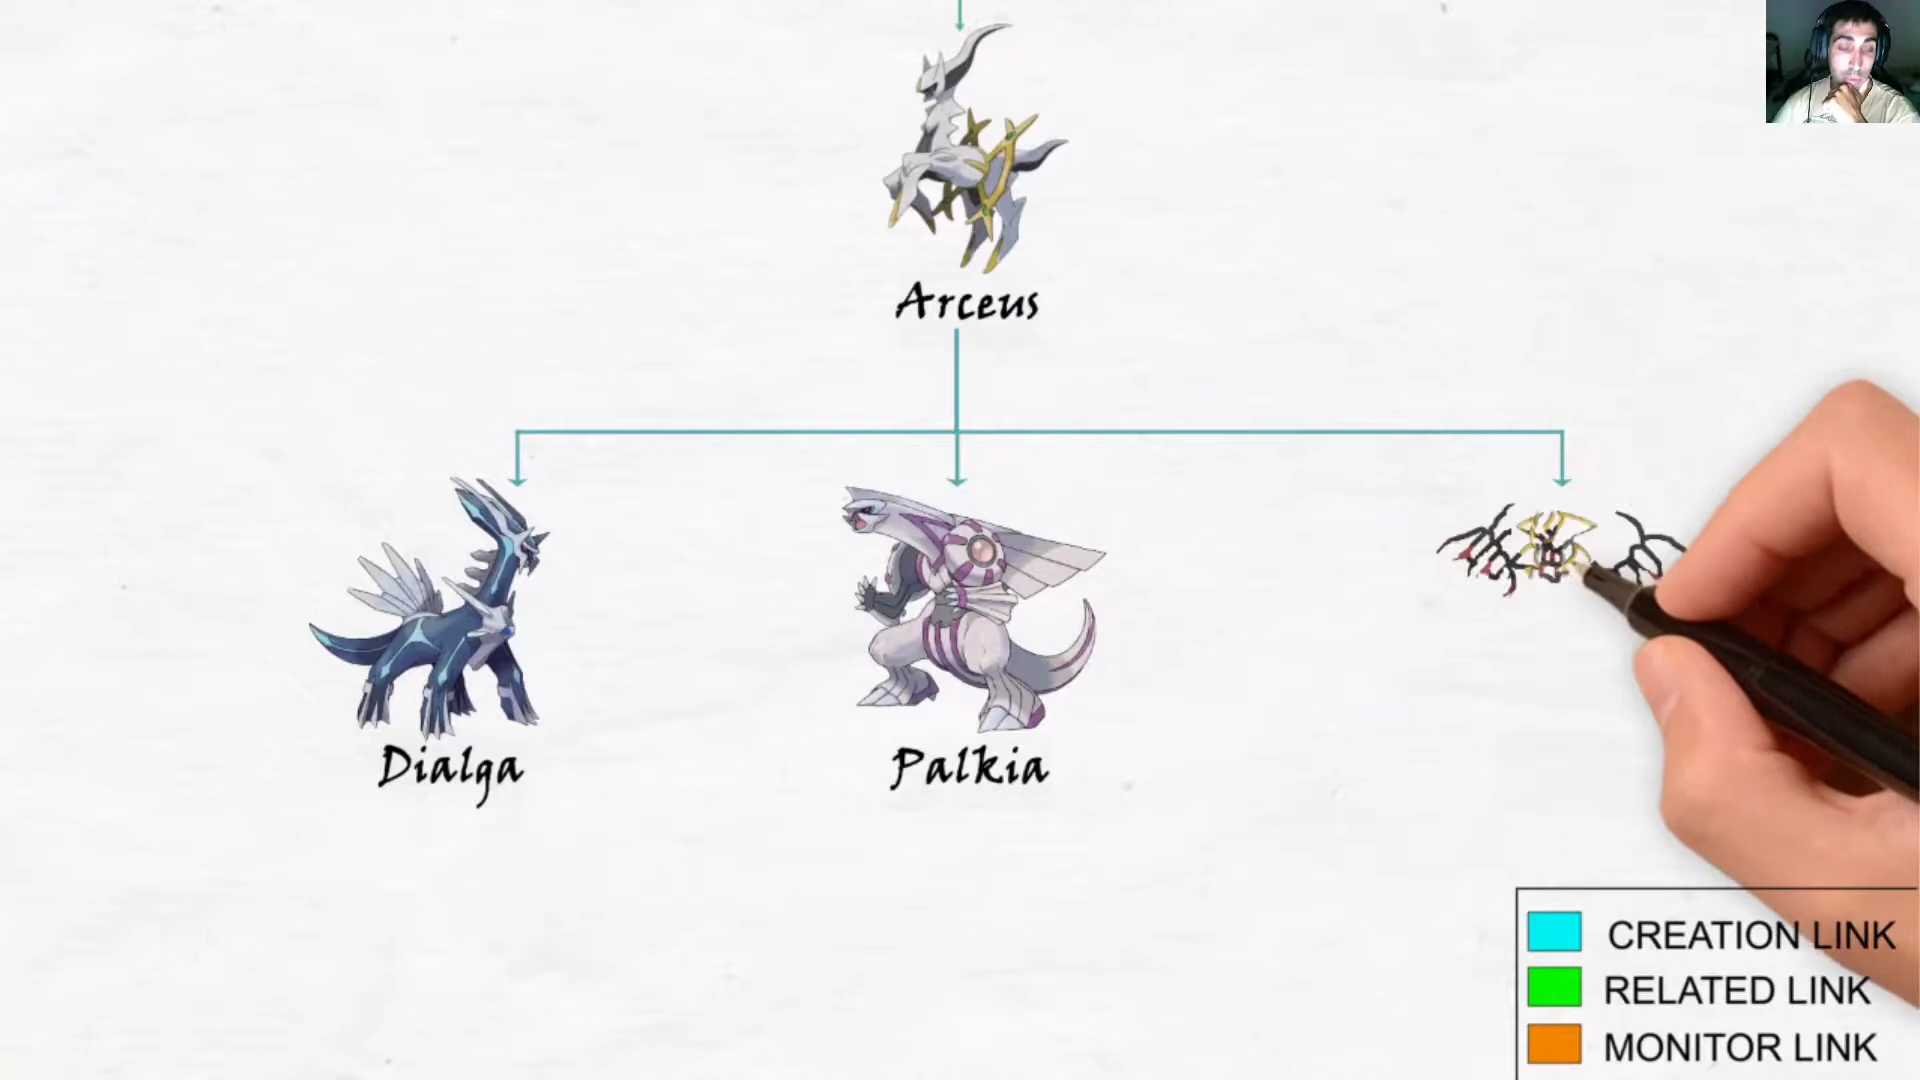 Arceus
Dialga
Palkia
CREATION LINK
RELATED LINK
MONITOR LINK